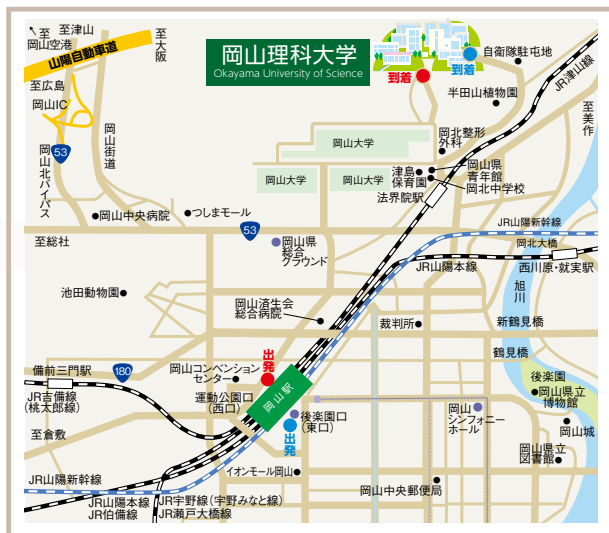 至
岡山空港
至津山
至
大
阪
山陽自動車道
岡山理科大学
Okayama University of Science
到着
到着
自衛隊駐屯地
半田山植物園
JR津山線
至
美
作
至広島
岡山IC
53
岡山北バイパス
岡山街道
岡山大学
岡山大学
岡山大学
岡北整形
外科
津島
保育園
岡山県
青年館
岡北中学校
法界院駅
岡山中央病院
つしまモール
53
至総社
岡山県
総合
グラウンド
JR山陽新幹線
岡北大橋
JR山陽本線
西川原・就実駅
旭
川
池田動物園
岡山済生会
総合病院
裁判所
新鶴見橋
鶴見橋
備前三門駅
180
岡山コンベンション
センター
出発
運動公園口
(西口)
岡山駅
後楽園口
(東口)
出発
JR吉備線
(桃太郎線)
至倉敷
後楽園
岡山県立
博物館
岡山
シンフォニー
ホール
岡山城
岡山県立
図書館
イオンモール岡山
岡山中央郵便局
JR山陽新幹線
JR山陽本線
JR伯備線
JR宇野線(宇野みなと線)
JR瀬戸大橋線